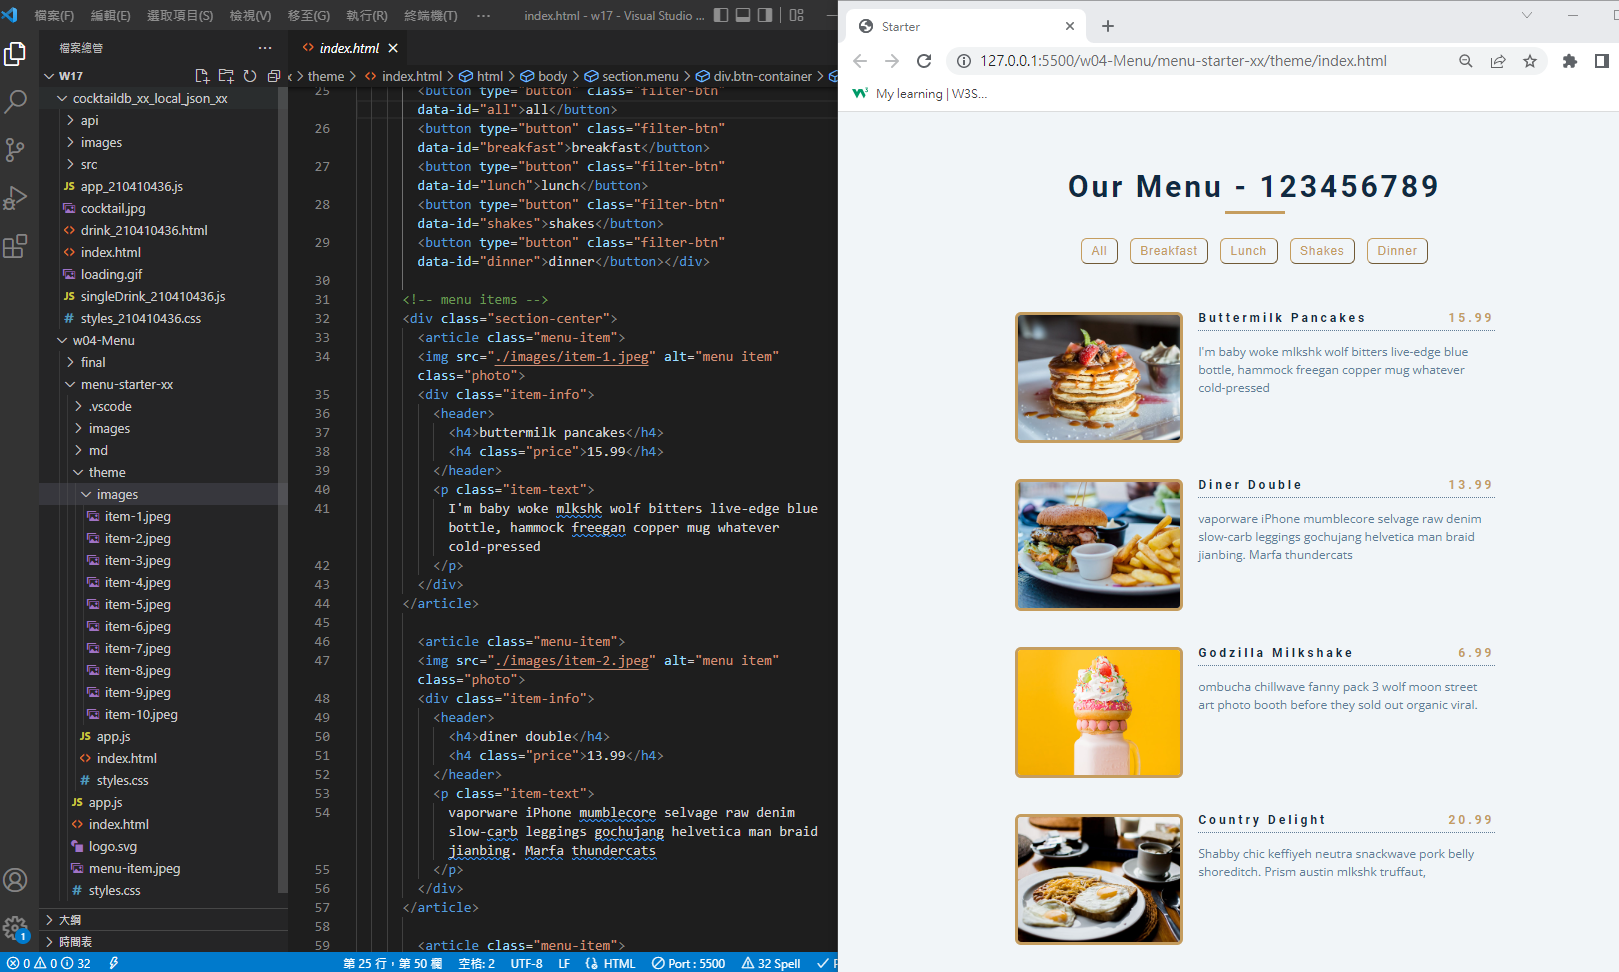 檔案(F) 編輯(E) 選取項目(S) 檢視(V) 移至(G) 執行(R) 終端機(T) ··· index.html - w17 - Visual Studio ...
檔案總管 ···
W17
cocktaildb_xx_local_json_xx
api
images
src
JS app_210410436.js
cocktail.jpg
<> drink_210410436.html
<> index.html
loading.gif
JS singleDrink_210410436.js
# styles_210410436.css
w04-Menu
final
menu-starter-xx
.vscode
images
md
theme
images
item-1.jpeg
item-2.jpeg
item-3.jpeg
item-4.jpeg
item-5.jpeg
item-6.jpeg
item-7.jpeg
item-8.jpeg
item-9.jpeg
item-10.jpeg
JS app.js
<> index.html
# styles.css
JS app.js
<> index.html
logo.svg
menu-item.jpeg
# styles.css
大綱
時間表
1
<> index.html ×
x > theme > <> index.html > html > body > section.menu > div.btn-container >
25 <button type="button" class="filter-btn"
data-id="all">all</button>
26 <button type="button" class="filter-btn"
data-id="breakfast">breakfast</button>
27 <button type="button" class="filter-btn"
data-id="lunch">lunch</button>
28 <button type="button" class="filter-btn"
data-id="shakes">shakes</button>
29 <button type="button" class="filter-btn"
data-id="dinner">dinner</button></div>
30
31 <!-- menu items -->
32 <div class="section-center">
33 <article class="menu-item">
34 <img src="./images/item-1.jpeg" alt="menu item"
class="photo">
35 <div class="item-info">
36 <header>
37 <h4>buttermilk pancakes</h4>
38 <h4 class="price">15.99</h4>
39 </header>
40 <p class="item-text">
41 I'm baby woke mlkshk wolf bitters live-edge blue
bottle, hammock freegan copper mug whatever
cold-pressed
42 </p>
43 </div>
44 </article>
45
46 <article class="menu-item">
47 <img src="./images/item-2.jpeg" alt="menu item"
class="photo">
48 <div class="item-info">
49 <header>
50 <h4>diner double</h4>
51 <h4 class="price">13.99</h4>
52 </header>
53 <p class="item-text">
54 vaporware iPhone mumblecore selvage raw denim
slow-carb leggings gochujang helvetica man braid
jianbing. Marfa thundercats
55 </p>
56 </div>
57 </article>
58
59 <article class="menu-item">
0 0 32 第 25 行，第 50 欄 空格: 2 UTF-8 LF HTML Port : 5500 32 Spell
Starter
127.0.0.1:5500/w04-Menu/menu-starter-xx/theme/index.html
My learning | W3S...
Our Menu - 123456789
All Breakfast Lunch Shakes Dinner
Buttermilk Pancakes 15.99
I'm baby woke mlkshk wolf bitters live-edge blue
bottle, hammock freegan copper mug whatever
cold-pressed
Diner Double 13.99
vaporware iPhone mumblecore selvage raw denim
slow-carb leggings gochujang helvetica man braid
jianbing. Marfa thundercats
Godzilla Milkshake 6.99
ombucha chillwave fanny pack 3 wolf moon street
art photo booth before they sold out organic viral.
Country Delight 20.99
Shabby chic keffiyeh neutra snackwave pork belly
shoreditch. Prism austin mlkshk truffaut,